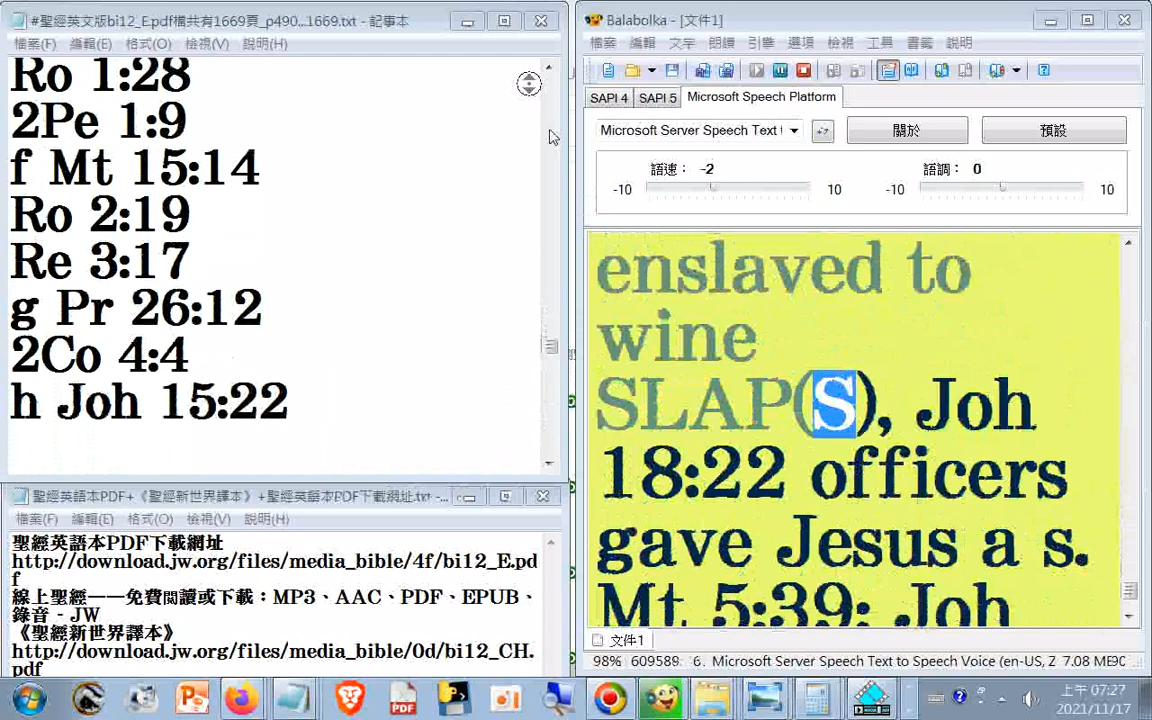 #聖經英文版bi12_E.pdf檔共有1669頁_p490...1669.txt - 記事本
檔案(F) 編輯(E) 格式(O) 檢視(V) 說明(H)
Ro 1:28
2Pe 1:9
f Mt 15:14
Ro 2:19
Re 3:17
g Pr 26:12
2Co 4:4
h Joh 15:22
聖經英語本PDF+《聖經新世界譯本》+聖經英語本PDF下載網址.txt - ...
檔案(F) 編輯(E) 格式(O) 檢視(V) 說明(H)
聖經英語本PDF下載網址
http://download.jw.org/files/media_bible/4f/bi12_E.pd
f
線上聖經——免費閱讀或下載：MP3、AAC、PDF、EPUB、
錄音 - JW
《聖經新世界譯本》
http://download.jw.org/files/media_bible/0d/bi12_CH.
pdf
Balabolka - [文件1]
檔案 編輯 文字 朗讀 引擎 選項 檢視 工具 書籤 說明
SAPI 4 SAPI 5 Microsoft Speech Platform
Microsoft Server Speech Text 關於 預設
語速： -2 語調： 0
-10 10 -10 10
enslaved to
wine
SLAP(S), Joh
18:22 officers
gave Jesus a s.
Mt 5:39; Joh
文件1
98% 609589 6. Microsoft Server Speech Text to Speech Voice (en-US, Z 7.08 ME
上午 07:27
2021/11/17